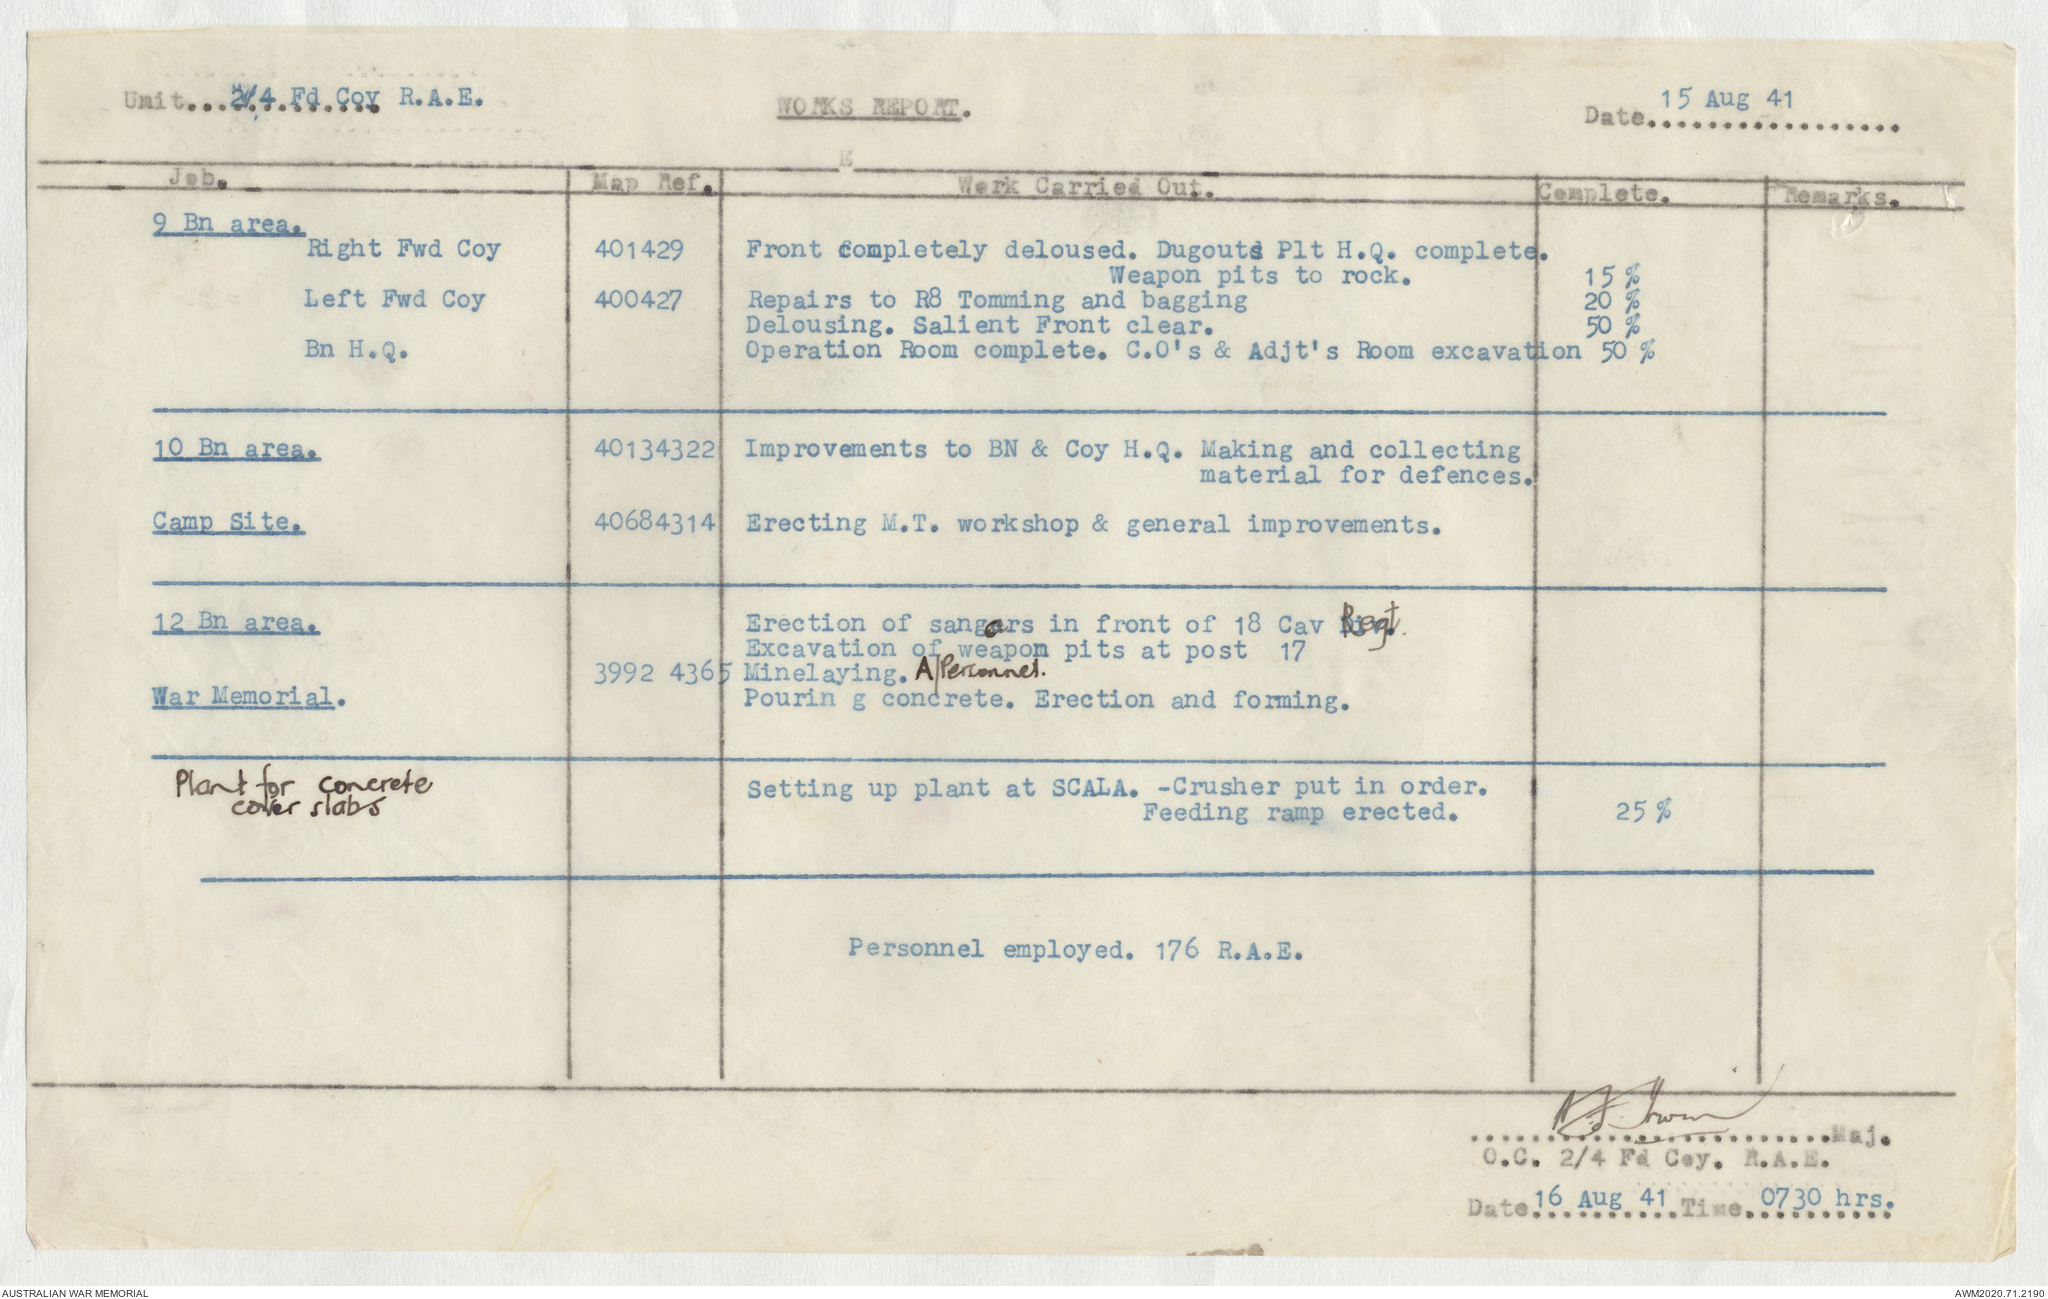 Unit...2/4 Fd Coy R.A.E.
WORKS REPORT.
Date 15 Aug 41
E
Job. Map Ref. Work Carried Out. Complete. Remarks.
9 Bn area.
Right Fwd Coy 401429 Front completely deloused. Dugouts Plt H.Q. complete.
Weapon pits to rock. 15 %
Left Fwd Coy 400427 Repairs to R8 Tomming and bagging 20 %
Delousing. Salient Front clear. 50 %
Bn H.Q. Operation Room complete. C.O's & Adjt's Room excavation 50 %
10 Bn area. 40134322 Improvements to BN & Coy H.Q. Making and collecting
material for defences.
Camp Site. 40684314 Erecting M.T. workshop & general improvements.
12 Bn area. Erection of sangars in front of 18 Cav Regt.
Excavation of weapon pits at post 17
3992 4365 Minelaying. A/Personnel.
War Memorial. Pourin g concrete. Erection and forming.
Plant for concrete Setting up plant at SCALA. -Crusher put in order.
cover slabs Feeding ramp erected. 25 %
Personnel employed. 176 R.A.E.
Maj.
O.C. 2/4 Fd Coy. R.A.E.
Date 16 Aug 41 Time 0730 hrs.
AUSTRALIAN WAR MEMORIAL
AWM2020.71.2190